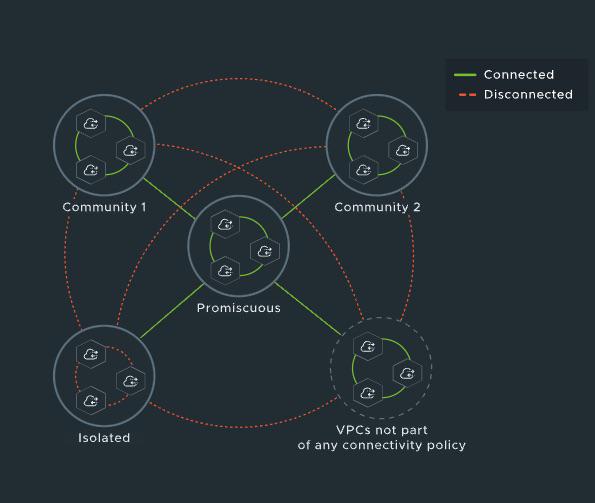 Connected
Disconnected
Community 1
Community 2
Promiscuous
Isolated
VPCs not part
of any connectivity policy